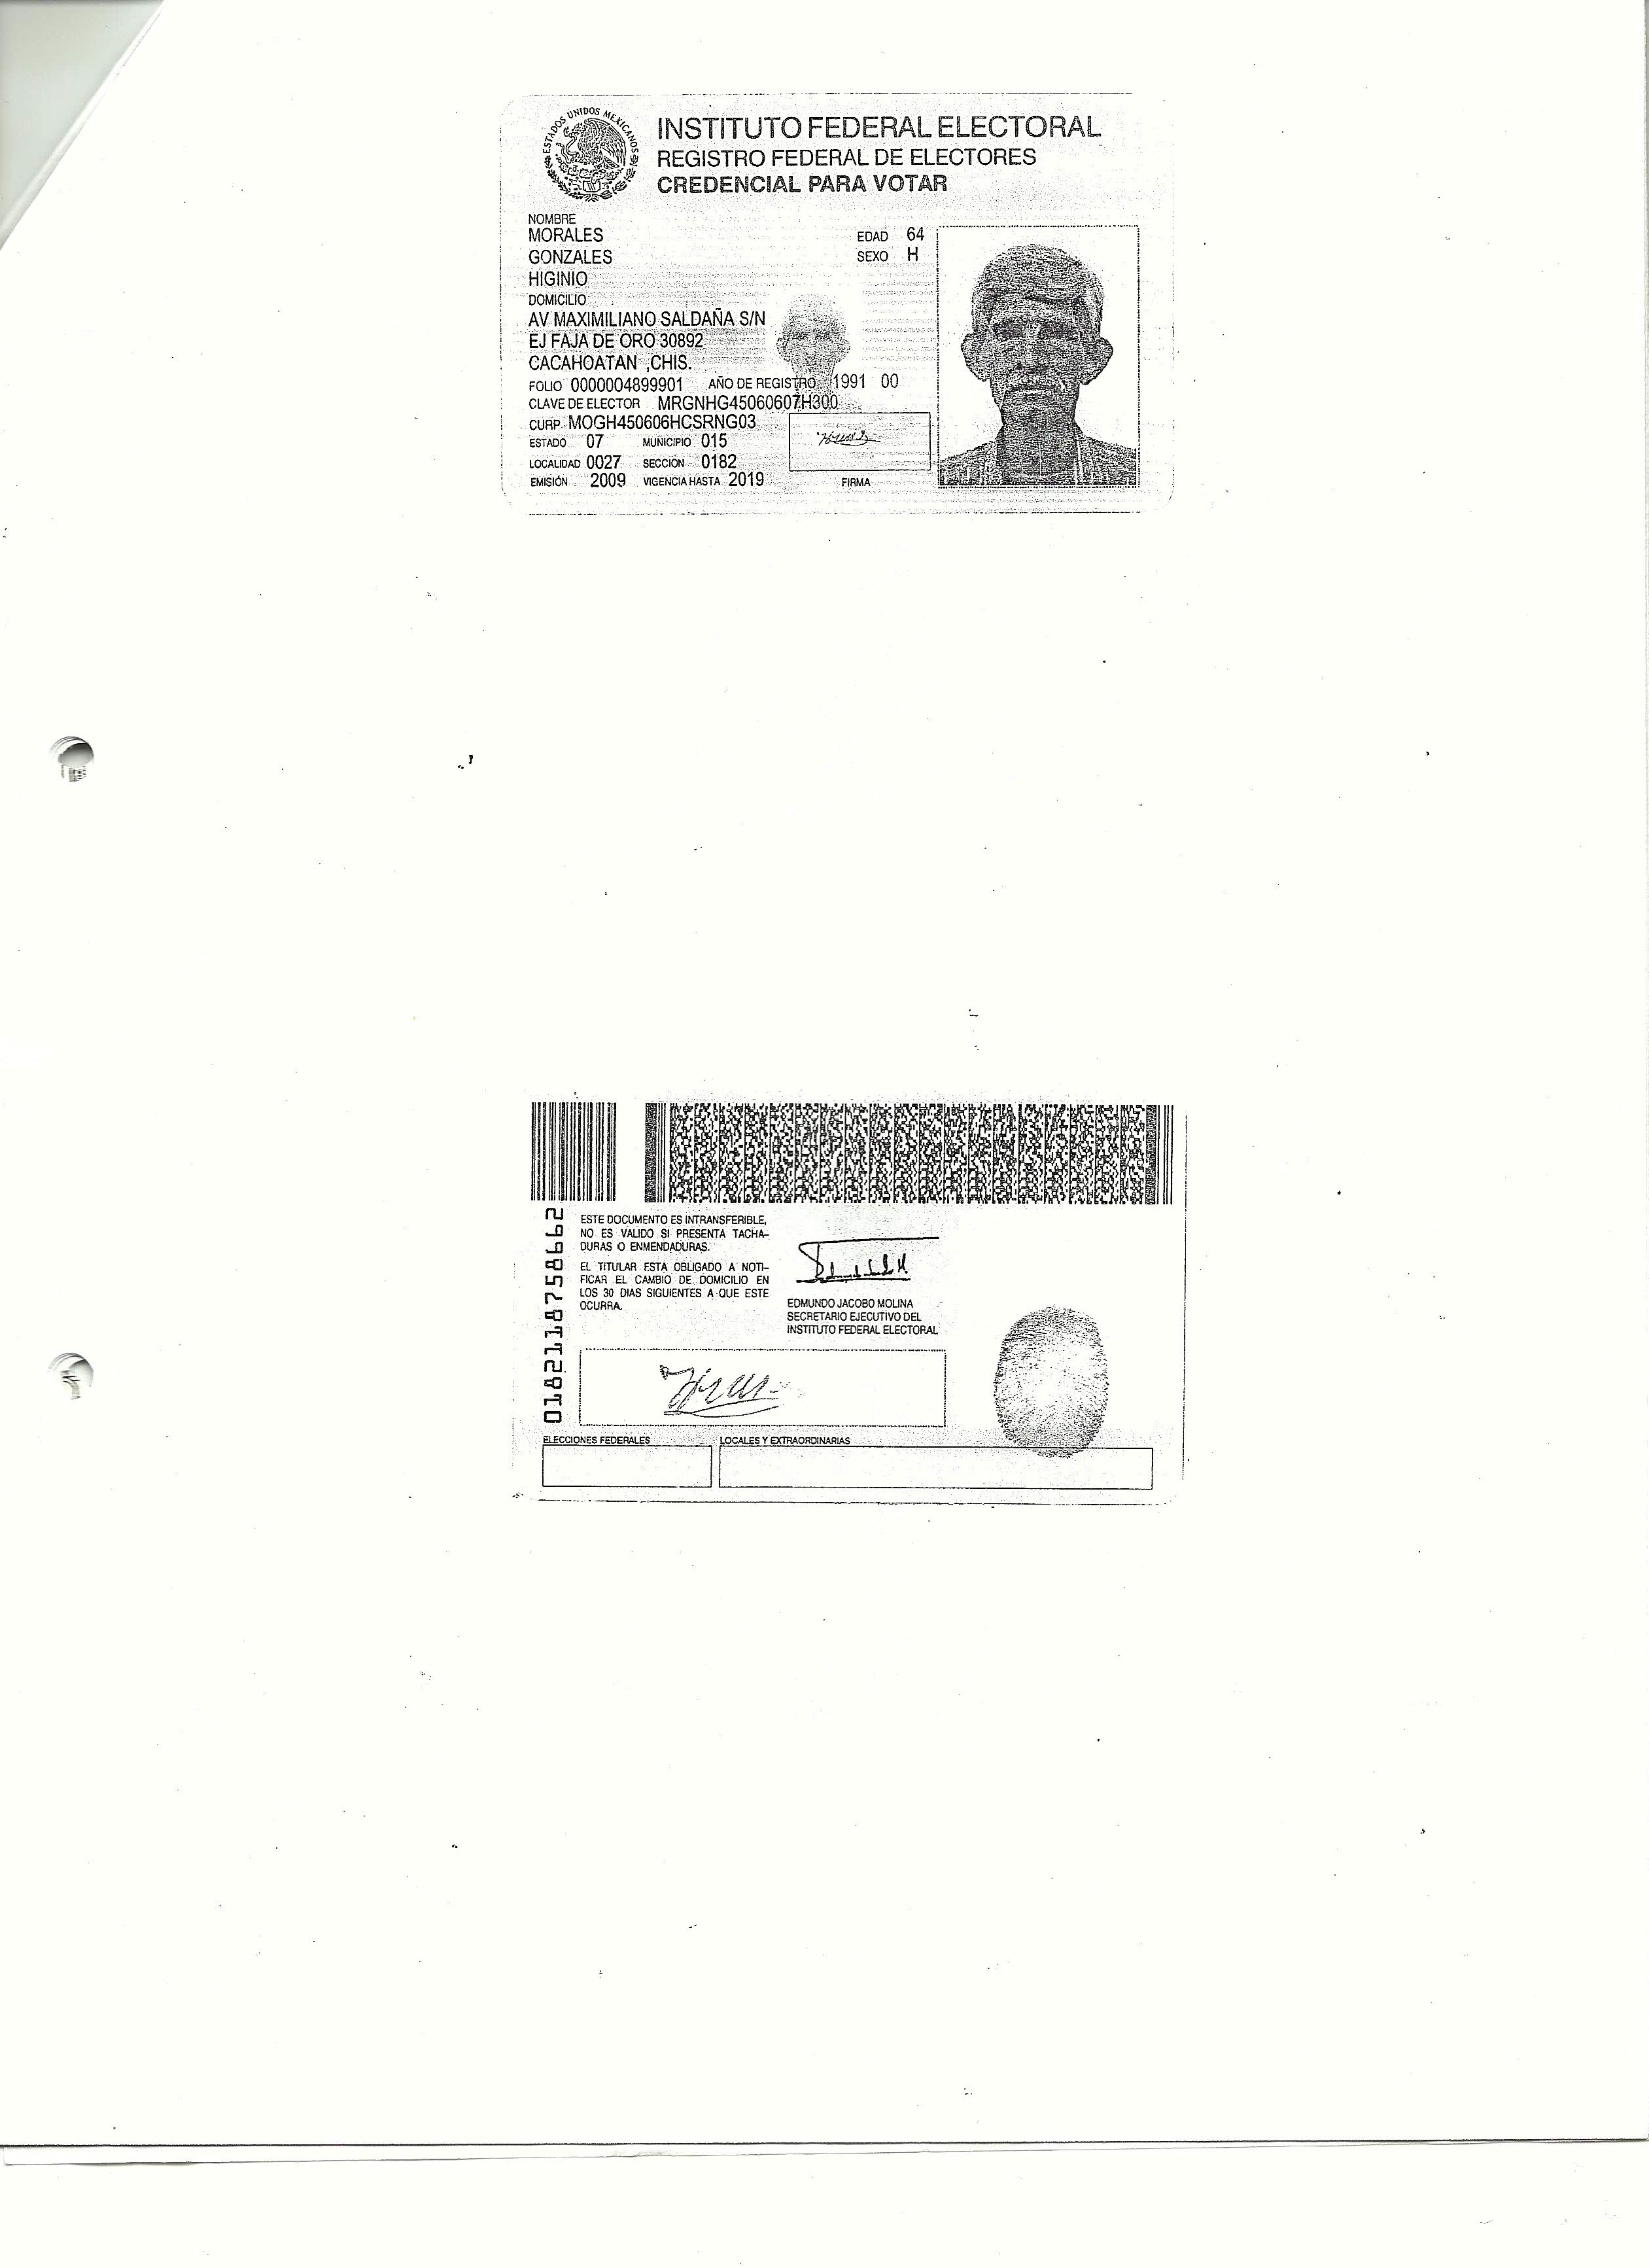 ESTADOS UNIDOS MEXICANOS
INSTITUTO FEDERAL ELECTORAL
REGISTRO FEDERAL DE ELECTORES
CREDENCIAL PARA VOTAR
NOMBRE
MORALES
GONZALES
HIGINIO
EDAD 64
SEXO H
DOMICILIO
AV MAXIMILIANO SALDAÑA S/N
EJ FAJA DE ORO 30892
CACAHOATAN ,CHIS.
FOLIO 0000004899901 AÑO DE REGISTRO 1991 00
CLAVE DE ELECTOR MRGNHG45060607H300
CURP MOGH450606HCSRNG03
ESTADO 07 MUNICIPIO 015
LOCALIDAD 0027 SECCIÓN 0182
EMISIÓN 2009 VIGENCIA HASTA 2019
FIRMA
0182118758662
ESTE DOCUMENTO ES INTRANSFERIBLE,
NO ES VALIDO SI PRESENTA TACHA-
DURAS O ENMENDADURAS.
EL TITULAR ESTA OBLIGADO A NOTI-
FICAR EL CAMBIO DE DOMICILIO EN
LOS 30 DIAS SIGUIENTES A QUE ESTE
OCURRA.
EDMUNDO JACOBO MOLINA
SECRETARIO EJECUTIVO DEL
INSTITUTO FEDERAL ELECTORAL
ELECCIONES FEDERALES
LOCALES Y EXTRAORDINARIAS